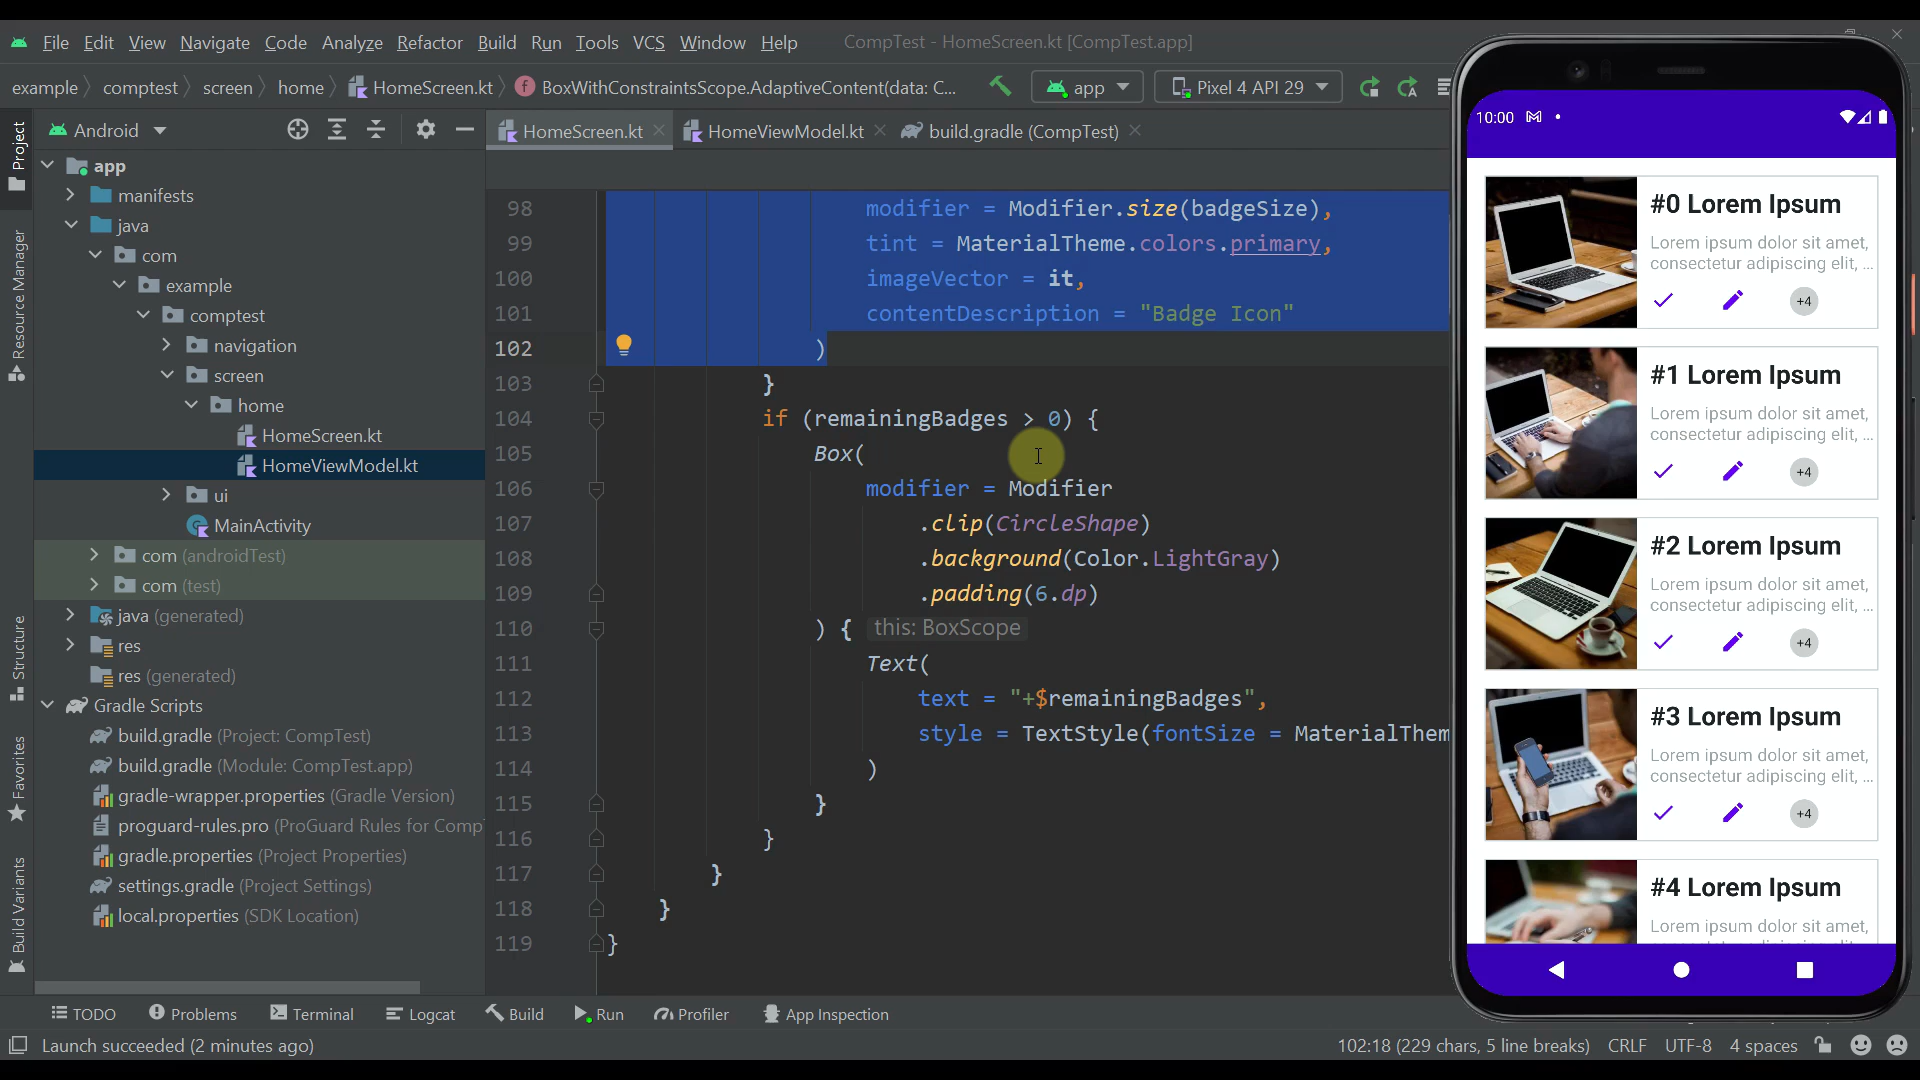 File Edit View Navigate Code Analyze Refactor Build Run Tools VCS Window Help CompTest - HomeScreen.kt [CompTest.app]
example comptest screen home HomeScreen.kt BoxWithConstraintsScope.AdaptiveContent(data: C... app Pixel 4 API 29
Android
HomeScreen.kt HomeViewModel.kt build.gradle (CompTest)
Project
Resource Manager
Structure
Favorites
Build Variants
app
manifests
java
com
example
comptest
navigation
screen
home
HomeScreen.kt
HomeViewModel.kt
ui
MainActivity
com (androidTest)
com (test)
java (generated)
res
res (generated)
Gradle Scripts
build.gradle (Project: CompTest)
build.gradle (Module: CompTest.app)
gradle-wrapper.properties (Gradle Version)
proguard-rules.pro (ProGuard Rules for Comp
gradle.properties (Project Properties)
settings.gradle (Project Settings)
local.properties (SDK Location)
98 modifier = Modifier.size(badgeSize),
99 tint = MaterialTheme.colors.primary,
100 imageVector = it,
101 contentDescription = "Badge Icon"
102 )
103 }
104 if (remainingBadges > 0) {
105 Box(
106 modifier = Modifier
107 .clip(CircleShape)
108 .background(Color.LightGray)
109 .padding(6.dp)
110 ) { this: BoxScope
111 Text(
112 text = "+$remainingBadges",
113 style = TextStyle(fontSize = MaterialThem
114 )
115 }
116 }
117 }
118 }
119 }
10:00
#0 Lorem Ipsum
Lorem ipsum dolor sit amet,
consectetur adipiscing elit, ...
+4
#1 Lorem Ipsum
Lorem ipsum dolor sit amet,
consectetur adipiscing elit, ...
+4
#2 Lorem Ipsum
Lorem ipsum dolor sit amet,
consectetur adipiscing elit, ...
+4
#3 Lorem Ipsum
Lorem ipsum dolor sit amet,
consectetur adipiscing elit, ...
+4
#4 Lorem Ipsum
Lorem ipsum dolor sit amet,
TODO Problems Terminal Logcat Build Run Profiler App Inspection
Launch succeeded (2 minutes ago) 102:18 (229 chars, 5 line breaks) CRLF UTF-8 4 spaces